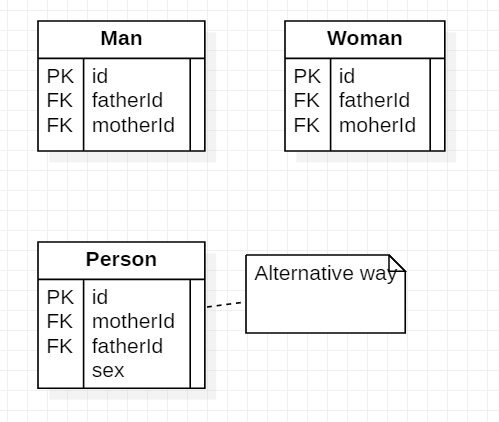 Man
PK id
FK fatherId
FK motherId
Woman
PK id
FK fatherId
FK moherId
Person
PK id
FK motherId
FK fatherId
sex
Alternative way